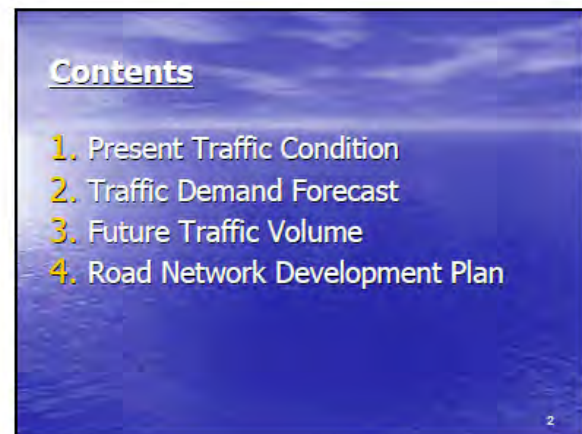 Contents
1. Present Traffic Condition
2. Traffic Demand Forecast
3. Future Traffic Volume
4. Road Network Development Plan
2